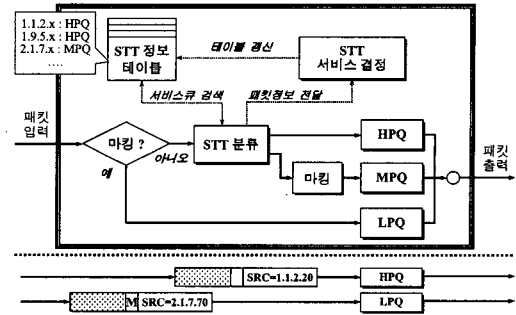 1.1.2.x : HPQ
1.9.5.x : HPQ
2.1.7.x : MPQ
....
STT 정보
테이블
테이블 갱신
STT
서비스 결정
서비스큐 검색
패킷정보 전달
패킷
입력
마킹 ?
아니오
예
STT 분류
HPQ
마킹
MPQ
LPQ
패킷
출력
SRC=1.1.2.20
HPQ
M
SRC=2.1.7.70
LPQ